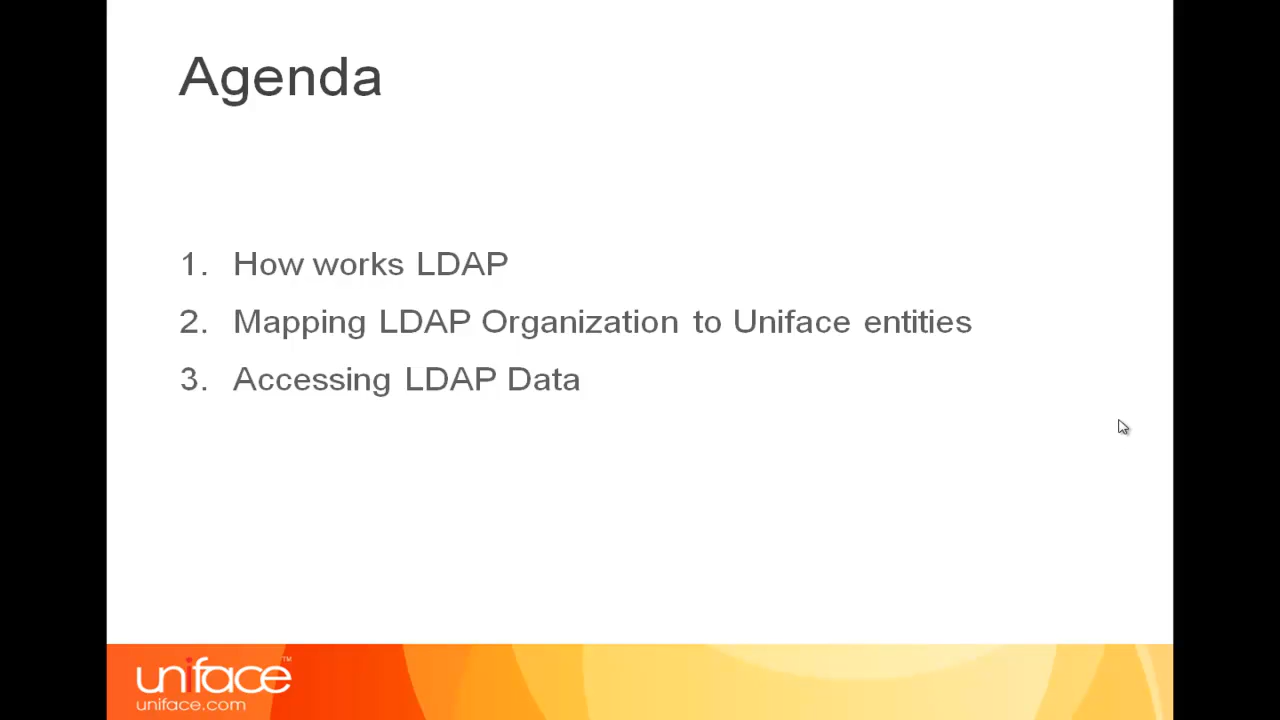 Agenda
1. How works LDAP
2. Mapping LDAP Organization to Uniface entities
3. Accessing LDAP Data
uniface™
uniface.com